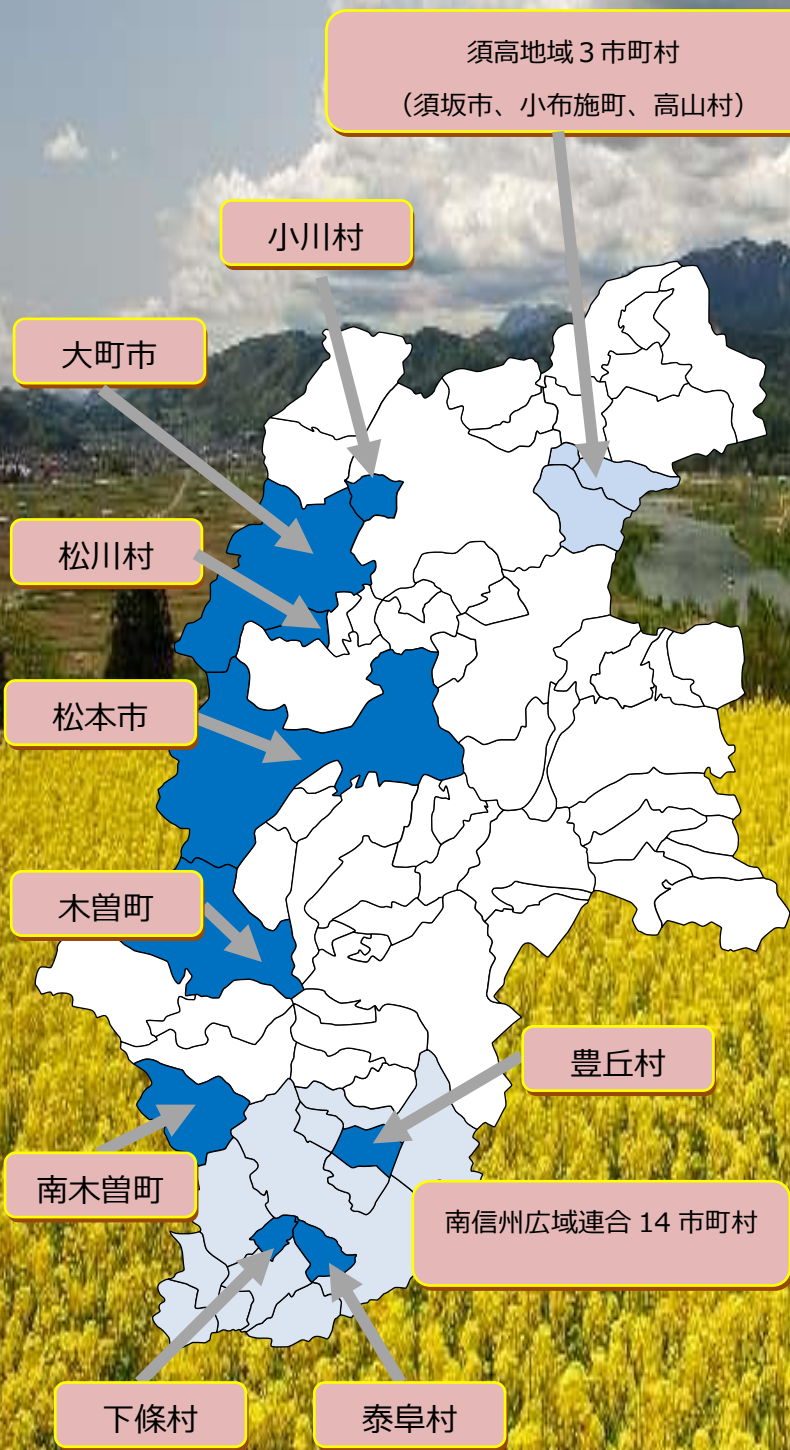 須高地域3市町村
（須坂市、小布施町、高山村）
小川村
大町市
松川村
松本市
木曽町
豊丘村
南木曽町
南信州広域連合 14 市町村
下條村
泰阜村